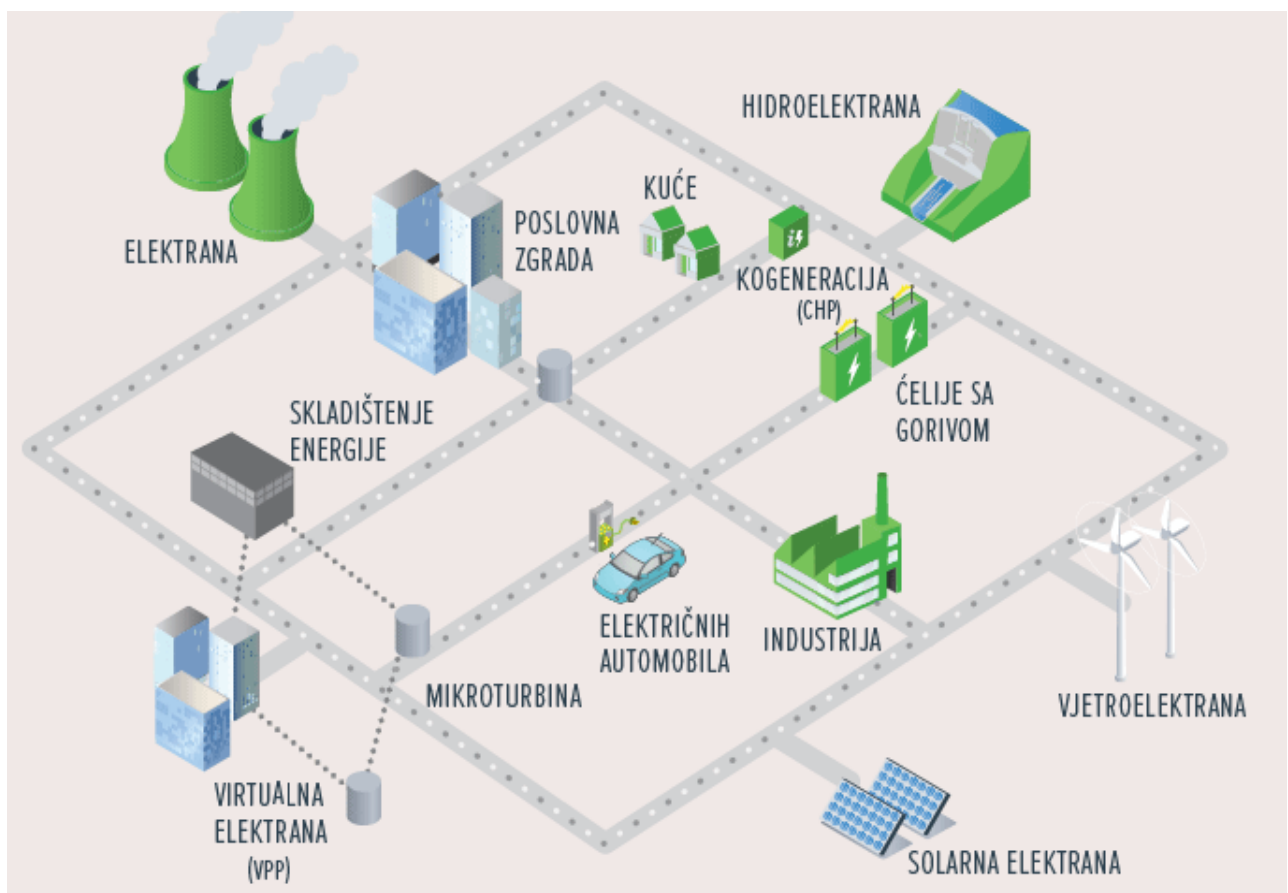 HIDROELEKTRANA
KUĆE
POSLOVNA
ZGRADA
ELEKTRANA
KOGENERACIJA
(CHP)
ĆELIJE SA
GORIVOM
SKLADIŠTENJE
ENERGIJE
ELEKTRIČNIH
AUTOMOBILA
INDUSTRIJA
MIKROTURBINA
VJETROELEKTRANA
VIRTUÀLNA
ELEKTRANA
(VPP)
SOLARNA ELEKTRANA